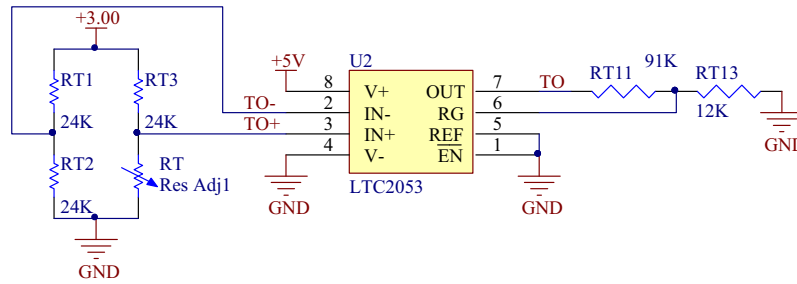 +3.00
RT1
RT3
24K
24K
RT2
RT
Res Adj1
24K
GND
TO-
TO+
+5V
U2
8 V+ OUT 7
2 IN- RG 6
3 IN+ REF 5
4 V- EN 1
LTC2053
GND
GND
TO
RT11
91K
RT13
12K
GND